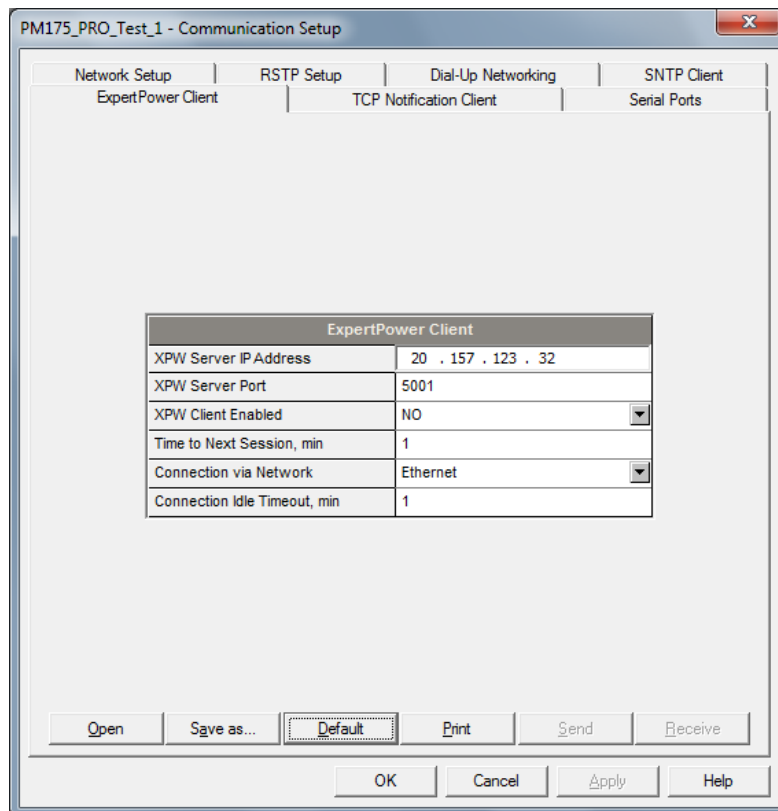 PM175_PRO_Test_1 - Communication Setup
Network Setup RSTP Setup Dial-Up Networking SNTP Client
ExpertPower Client TCP Notification Client Serial Ports
ExpertPower Client
XPW Server IP Address 20 . 157 . 123 . 32
XPW Server Port 5001
XPW Client Enabled NO
Time to Next Session, min 1
Connection via Network Ethernet
Connection Idle Timeout, min 1
Open Save as... Default Print Send Receive
OK Cancel Apply Help